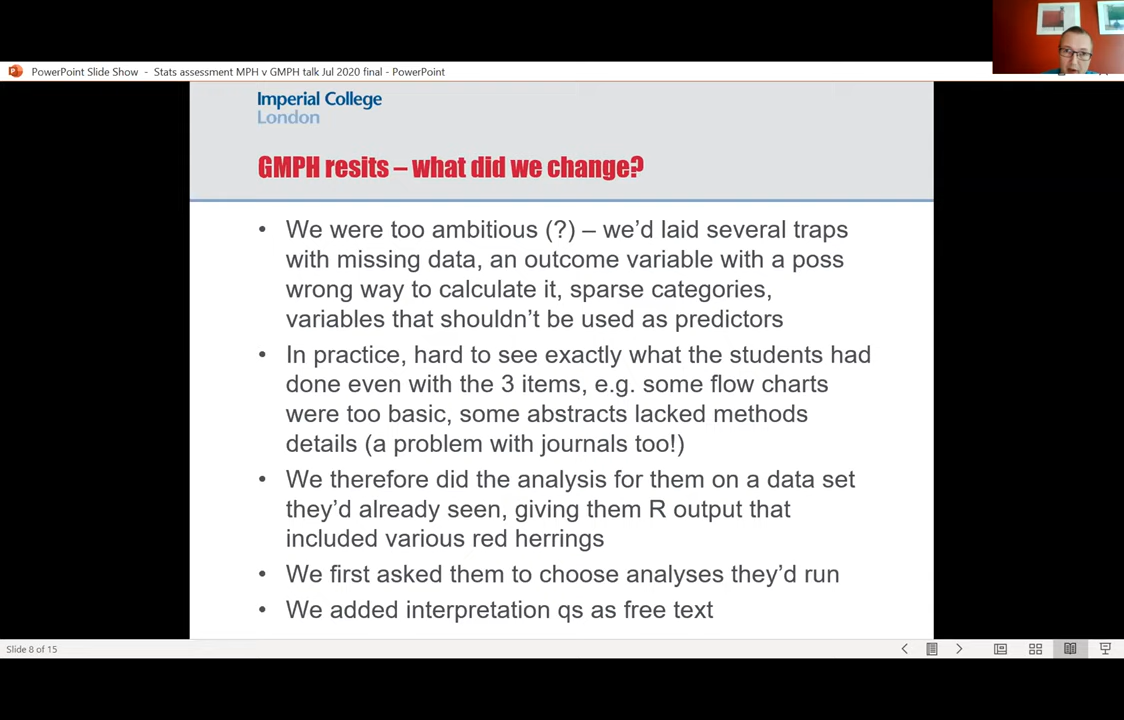 PowerPoint Slide Show - Stats assessment MPH v GMPH talk Jul 2020 final - PowerPoint
Imperial College
London
GMPH resits – what did we change?
• We were too ambitious (?) – we’d laid several traps
with missing data, an outcome variable with a poss
wrong way to calculate it, sparse categories,
variables that shouldn’t be used as predictors
• In practice, hard to see exactly what the students had
done even with the 3 items, e.g. some flow charts
were too basic, some abstracts lacked methods
details (a problem with journals too!)
• We therefore did the analysis for them on a data set
they’d already seen, giving them R output that
included various red herrings
• We first asked them to choose analyses they’d run
• We added interpretation qs as free text
Slide 8 of 15